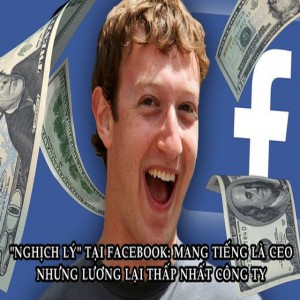 "NGHỊCH LÝ" TẠI FACEBOOK: MANG TIẾNG LÀ CEO
NHƯNG LƯƠNG LẠI THẤP NHẤT CÔNG TY